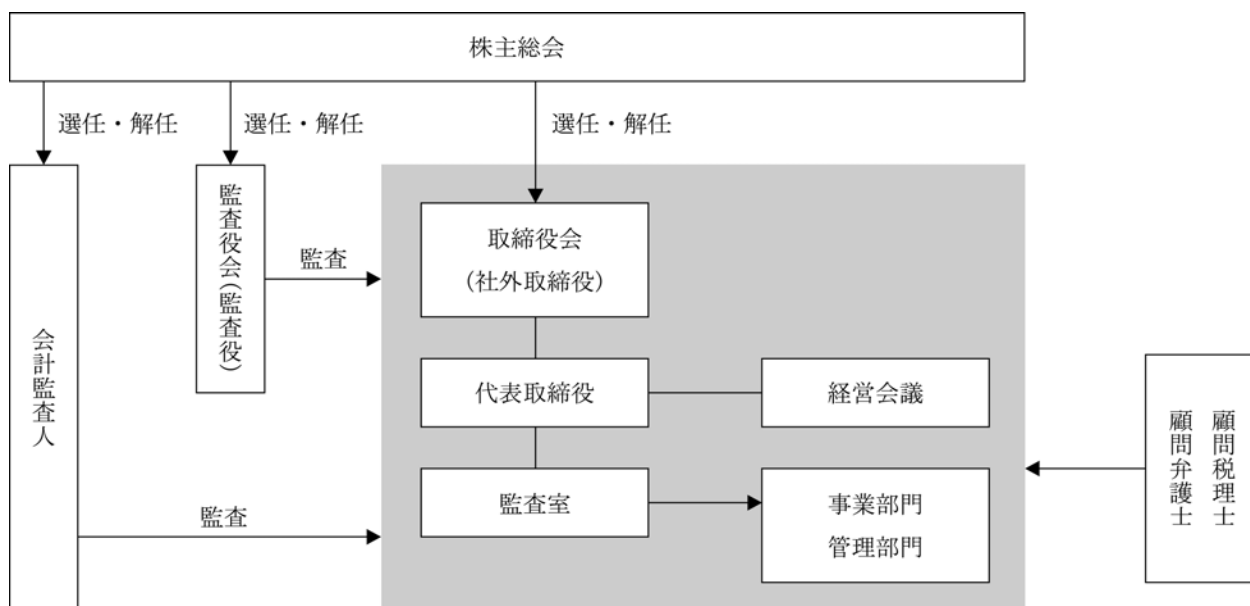 株主総会
選任・解任
選任・解任
選任・解任
会計監査人
監査役会(監査役)
監査
取締役会
(社外取締役)
代表取締役
経営会議
監査室
事業部門
管理部門
監査
顧問税理士
顧問弁護士